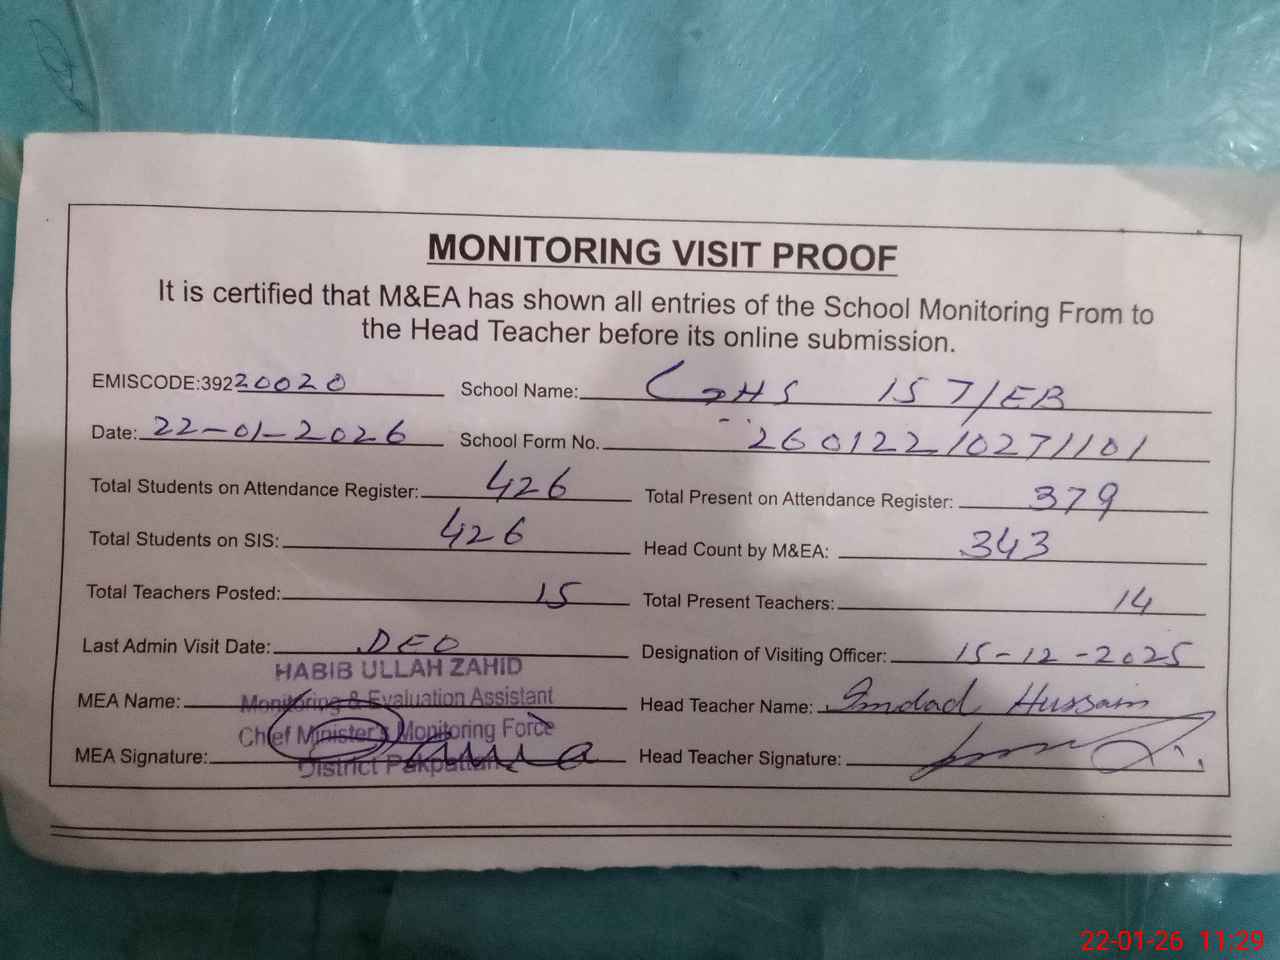 MONITORING VISIT PROOF
It is certified that M&EA has shown all entries of the School Monitoring From to
the Head Teacher before its online submission.
EMISCODE:39220020 School Name: GHS 157/EB
Date: 22-01-2026 School Form No. 26012210271101
Total Students on Attendance Register: 426 Total Present on Attendance Register: 379
Total Students on SIS: 426 Head Count by M&EA: 343
Total Teachers Posted: 15 Total Present Teachers: 14
Last Admin Visit Date: DEO Designation of Visiting Officer: 15-12-2025
HABIB ULLAH ZAHID
MEA Name: Monitoring & Evaluation Assistant Head Teacher Name: Imdad Hussain
Chief Minister's Monitoring Force
MEA Signature: District Pakpattan Head Teacher Signature:
22-01-26 11:29